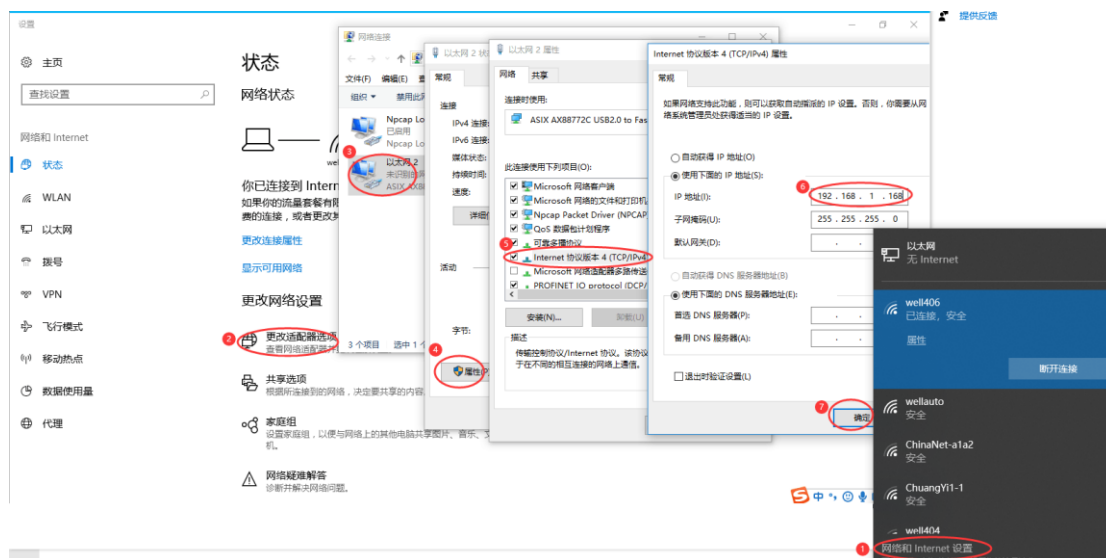 设置
主页
查找设置
网络和 Internet
状态
WLAN
以太网
拨号
VPN
飞行模式
移动热点
数据使用量
代理
状态
网络状态
你已连接到 Intern
如果你的流量套餐有限
费的连接，或者更改其
更改连接属性
显示可用网络
更改网络设置
2
更改适配器选项
查看网络适配器并
共享选项
根据所连接到的网络，决定要共享的内容
家庭组
设置家庭组，以便与网络上的其他电脑共享图片、音乐、文
机。
网络疑难解答
诊断并解决网络问题。
网络连接
文件(F) 编辑(E) 查
组织 禁用此
Npcap Lo
已启用
Npcap Lo
3
以太网 2
未识别的网
ASIX AX88
3 个项目 选中 1 个
以太网 2 状
常规
连接
IPv4 连接:
IPv6 连接:
媒体状态:
持续时间:
速度:
详细信
活动
字节:
4
属性(P)
以太网 2 属性
网络 共享
连接时使用:
ASIX AX88772C USB2.0 to Fas
此连接使用下列项目(O):
Microsoft 网络客户端
Microsoft 网络的文件和打印机
Npcap Packet Driver (NPCAP)
QoS 数据包计划程序
5
可靠多播协议
Internet 协议版本 4 (TCP/IPv4)
Microsoft 网络适配器多路传送
PROFINET IO protocol (DCP/
安装(N)... 卸载(U)
描述
传输控制协议/Internet 协议。该协议
于在不同的相互连接的网络上通信。
Internet 协议版本 4 (TCP/IPv4) 属性
常规
如果网络支持此功能，则可以获取自动指派的 IP 设置。否则，你需要从网
络系统管理员处获得适当的 IP 设置。
自动获得 IP 地址(O)
使用下面的 IP 地址(S):
6
IP 地址(I): 192 . 168 . 1 . 168
子网掩码(U): 255 . 255 . 255 . 0
默认网关(D): . .
自动获得 DNS 服务器地址(B)
使用下面的 DNS 服务器地址(E):
首选 DNS 服务器(P): . .
备用 DNS 服务器(A): . .
退出时验证设置(L)
7
确定
提供反馈
以太网
无 Internet
well406
已连接，安全
属性
断开连接
wellauto
安全
ChinaNet-a1a2
安全
ChuangYi1-1
安全
well404
1
网络和 Internet 设置
中